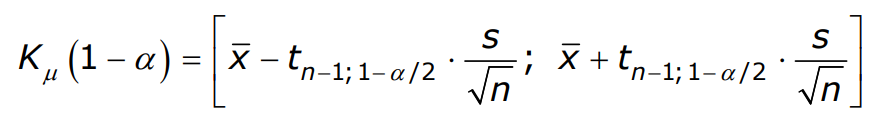 K_μ (1 − α) = [ x̄ − t_{n−1; 1−α/2} · s/√n ; x̄ + t_{n−1; 1−α/2} · s/√n ]